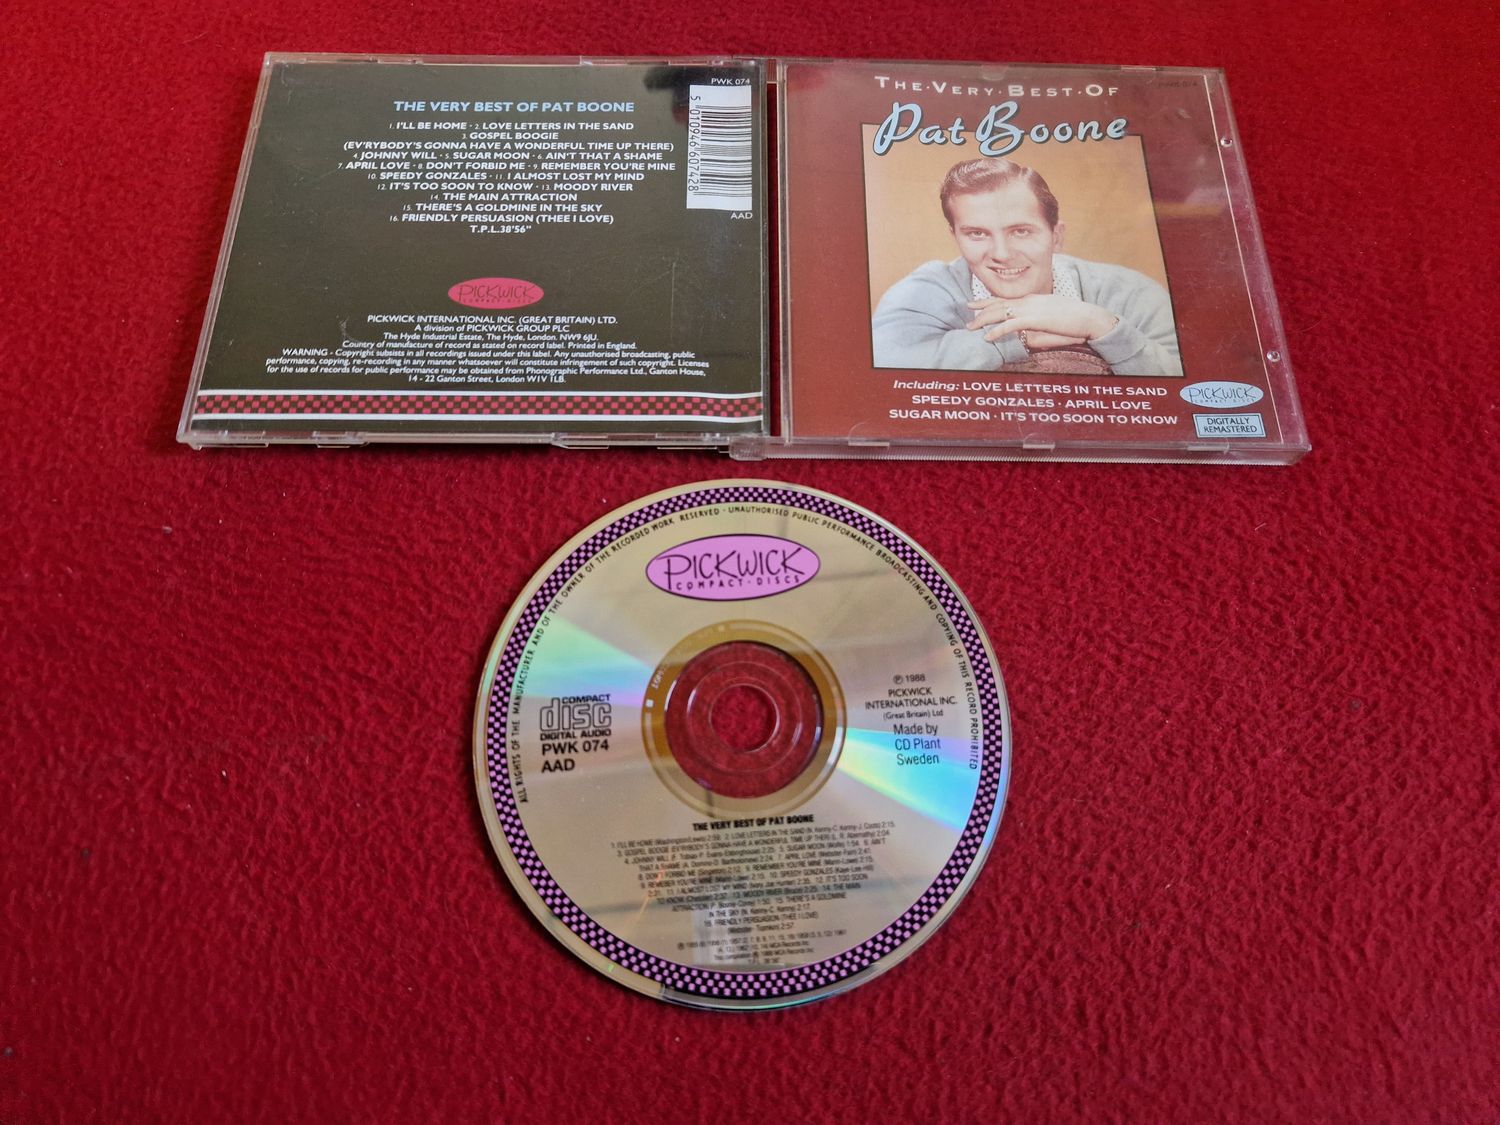 PWK 074
THE VERY BEST OF PAT BOONE
1. I'LL BE HOME · 2. LOVE LETTERS IN THE SAND
3. GOSPEL BOOGIE
(EV'RYBODY'S GONNA HAVE A WONDERFUL TIME UP THERE)
4. JOHNNY WILL · 5. SUGAR MOON · 6. AIN'T THAT A SHAME
7. APRIL LOVE · 8. DON'T FORBID ME · 9. REMEMBER YOU'RE MINE
10. SPEEDY GONZALES · 11. I ALMOST LOST MY MIND
12. IT'S TOO SOON TO KNOW · 13. MOODY RIVER
14. THE MAIN ATTRACTION
15. THERE'S A GOLDMINE IN THE SKY
16. FRIENDLY PERSUASION (THEE I LOVE)
T.P.L.38'56"
5 010946 607428
AAD
PICKWICK
COMPACT·DISCS
PICKWICK INTERNATIONAL INC. (GREAT BRITAIN) LTD.
A division of PICKWICK GROUP PLC
The Hyde Industrial Estate, The Hyde, London. NW9 6JU.
Country of manufacture of record as stated on record label. Printed in England.
WARNING - Copyright subsists in all recordings issued under this label. Any unauthorised broadcasting, public
performance, copying, re-recording in any manner whatsoever will constitute infringement of such copyright. Licenses
for the use of records for public performance may be obtained from Phonographic Performance Ltd., Ganton House,
14 - 22 Ganton Street, London W1V 1LB.
THE·VERY·BEST·OF
Pat Boone
Including: LOVE LETTERS IN THE SAND
SPEEDY GONZALES · APRIL LOVE
SUGAR MOON · IT'S TOO SOON TO KNOW
PICKWICK
COMPACT·DISCS
DIGITALLY
REMASTERED
ALL RIGHTS OF THE MANUFACTURER AND OF THE OWNER OF THE RECORDED WORK RESERVED · UNAUTHORISED PUBLIC PERFORMANCE BROADCASTING AND COPYING OF THIS RECORD PROHIBITED
PICKWICK
COMPACT·DISCS
COMPACT
disc
DIGITAL AUDIO
PWK 074
AAD
℗ 1988
PICKWICK
INTERNATIONAL INC.
(Great Britain) Ltd
Made by
CD Plant
Sweden
THE VERY BEST OF PAT BOONE